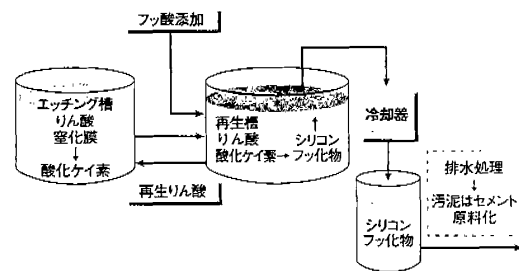 フッ酸添加
エッチング槽
りん酸
窒化膜
↓
酸化ケイ素
再生槽
りん酸
酸化ケイ素→
↑
シリコン
フッ化物
再生りん酸
冷却器
シリコン
フッ化物
排水処理
↓
汚泥はセメント
原料化